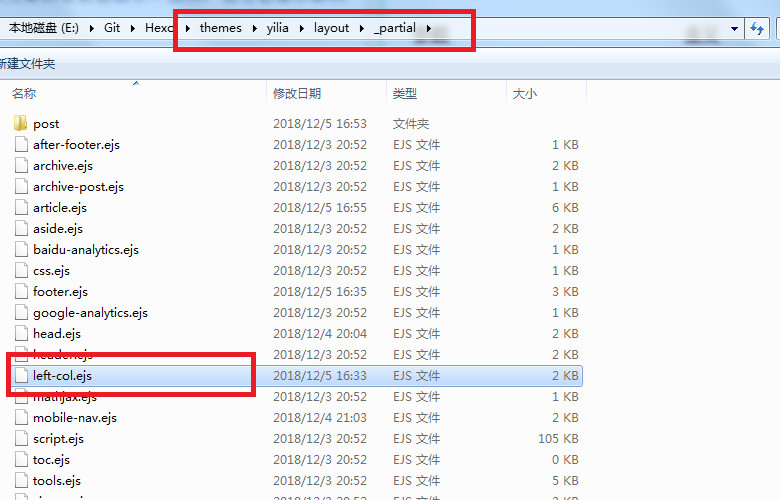 本地磁盘 (E:) ▸ Git ▸ Hexo ▸ themes ▸ yilia ▸ layout ▸ _partial ▸
新建文件夹
名称 修改日期 类型 大小
post 2018/12/5 16:53 文件夹
after-footer.ejs 2018/12/3 20:52 EJS 文件 1 KB
archive.ejs 2018/12/3 20:52 EJS 文件 2 KB
archive-post.ejs 2018/12/3 20:52 EJS 文件 1 KB
article.ejs 2018/12/5 16:55 EJS 文件 6 KB
aside.ejs 2018/12/3 20:52 EJS 文件 2 KB
baidu-analytics.ejs 2018/12/3 20:52 EJS 文件 1 KB
css.ejs 2018/12/3 20:52 EJS 文件 1 KB
footer.ejs 2018/12/5 16:35 EJS 文件 3 KB
google-analytics.ejs 2018/12/3 20:52 EJS 文件 1 KB
head.ejs 2018/12/4 20:04 EJS 文件 2 KB
header.ejs 2018/12/3 20:52 EJS 文件 2 KB
left-col.ejs 2018/12/5 16:33 EJS 文件 2 KB
mathjax.ejs 2018/12/3 20:52 EJS 文件 1 KB
mobile-nav.ejs 2018/12/4 21:03 EJS 文件 2 KB
script.ejs 2018/12/3 20:52 EJS 文件 105 KB
toc.ejs 2018/12/3 20:52 EJS 文件 0 KB
tools.ejs 2018/12/3 20:52 EJS 文件 5 KB